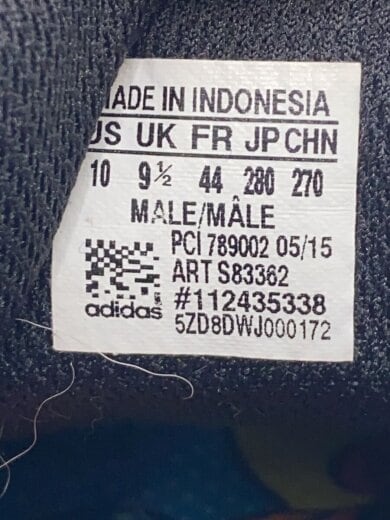 MADE IN INDONESIA
US UK FR JP CHN
10 9½ 44 280 270
MALE/MÂLE
PCI 789002 05/15
ART S83362
#112435338
adidas
5ZD8DWJ000172